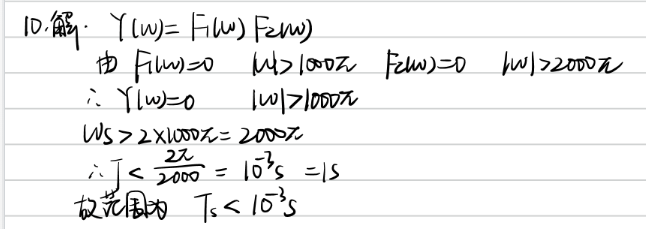 10.解. Y(w)=F₁(w) F₂(w)
由 F₁(w)=0 |w|>1000π F₂(w)=0 |w|>2000π
∴ Y(w)=0 |w|>1000π
Ws>2×1000π=2000π
∴ T< 2π/2000 = 10⁻³s =1s
故范围为 Ts<10⁻³s